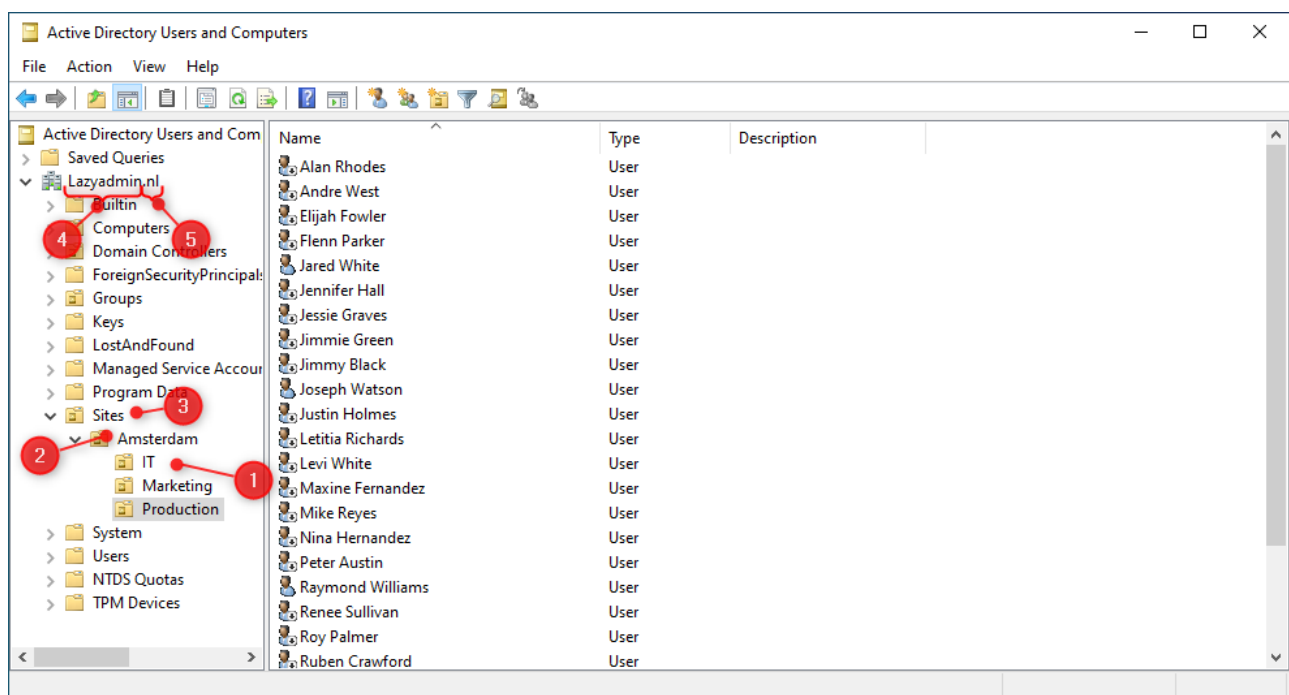 Active Directory Users and Computers
File Action View Help
Active Directory Users and Com
Saved Queries
Lazyadmin.nl
Builtin
Computers
Domain Controllers
ForeignSecurityPrincipals
Groups
Keys
LostAndFound
Managed Service Accour
Program Data
Sites
Amsterdam
IT
Marketing
Production
System
Users
NTDS Quotas
TPM Devices
4
5
3
2
1
Name Type Description
Alan Rhodes User
Andre West User
Elijah Fowler User
Flenn Parker User
Jared White User
Jennifer Hall User
Jessie Graves User
Jimmie Green User
Jimmy Black User
Joseph Watson User
Justin Holmes User
Letitia Richards User
Levi White User
Maxine Fernandez User
Mike Reyes User
Nina Hernandez User
Peter Austin User
Raymond Williams User
Renee Sullivan User
Roy Palmer User
Ruben Crawford User